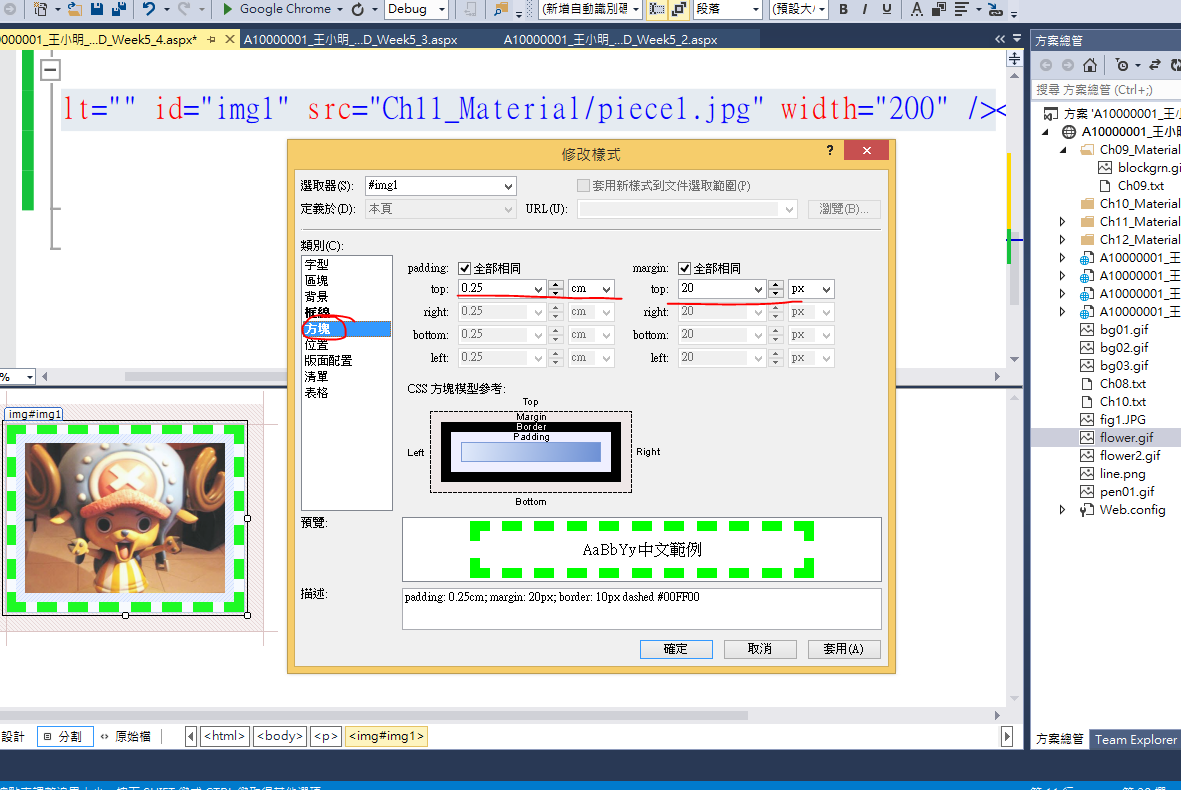 Google Chrome
Debug
(新增自動識別碼
段落
(預設大小
B I U
0000001_王小明_...D_Week5_4.aspx*
A10000001_王小明_...D_Week5_3.aspx
A10000001_王小明_...D_Week5_2.aspx
lt="" id="img1" src="Ch11_Material/piece1.jpg" width="200" /><
修改樣式
?
選取器(S):
#img1
套用新樣式到文件選取範圍(P)
定義於(D):
本頁
URL(U):
瀏覽(B)...
類別(C):
字型
區塊
背景
框線
方塊
位置
版面配置
清單
表格
padding:
全部相同
top:
0.25
cm
right:
0.25
cm
bottom:
0.25
cm
left:
0.25
cm
margin:
全部相同
top:
20
px
right:
20
px
bottom:
20
px
left:
20
px
CSS 方塊模型參考:
Top
Margin
Border
Padding
Left
Right
Bottom
預覽:
AaBbYy中文範例
描述:
padding: 0.25cm; margin: 20px; border: 10px dashed #00FF00
確定
取消
套用(A)
%
img#img1
設計
分割
原始檔
<html>
<body>
<p>
<img#img1>
方案總管
搜尋 方案總管 (Ctrl+;)
方案 'A10000001_王小
A10000001_王小明
Ch09_Material
blockgrn.gi
Ch09.txt
Ch10_Material
Ch11_Material
Ch12_Material
A10000001_王
A10000001_王
A10000001_王
A10000001_王
bg01.gif
bg02.gif
bg03.gif
Ch08.txt
Ch10.txt
fig1.JPG
flower.gif
flower2.gif
line.png
pen01.gif
Web.config
方案總管
Team Explorer